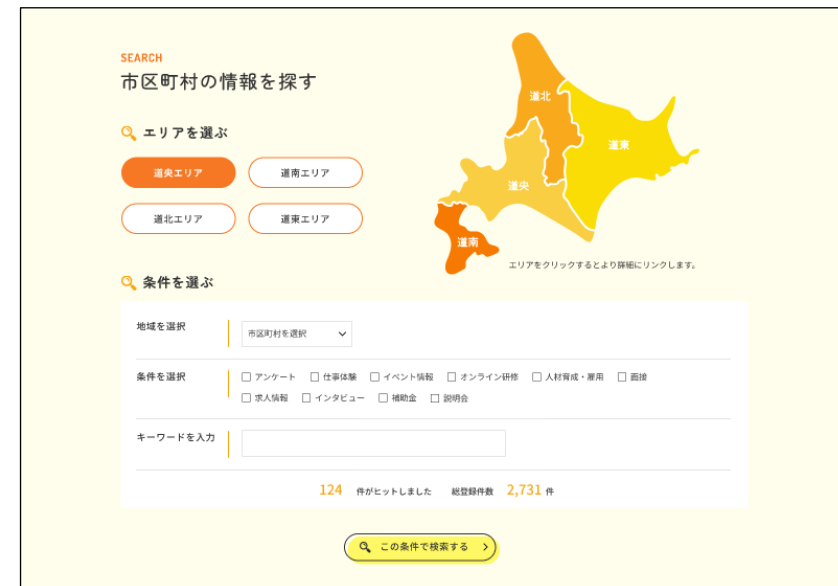 SEARCH
市区町村の情報を探す
エリアを選ぶ
道央エリア
道南エリア
道北エリア
道東エリア
道北
道東
道央
道南
エリアをクリックするとより詳細にリンクします。
条件を選ぶ
地域を選択
市区町村を選択
条件を選択
アンケート 仕事体験 イベント情報 オンライン研修 人材育成・雇用 面接
求人情報 インタビュー 補助金 説明会
キーワードを入力
124 件がヒットしました 総登録件数 2,731 件
この条件で検索する